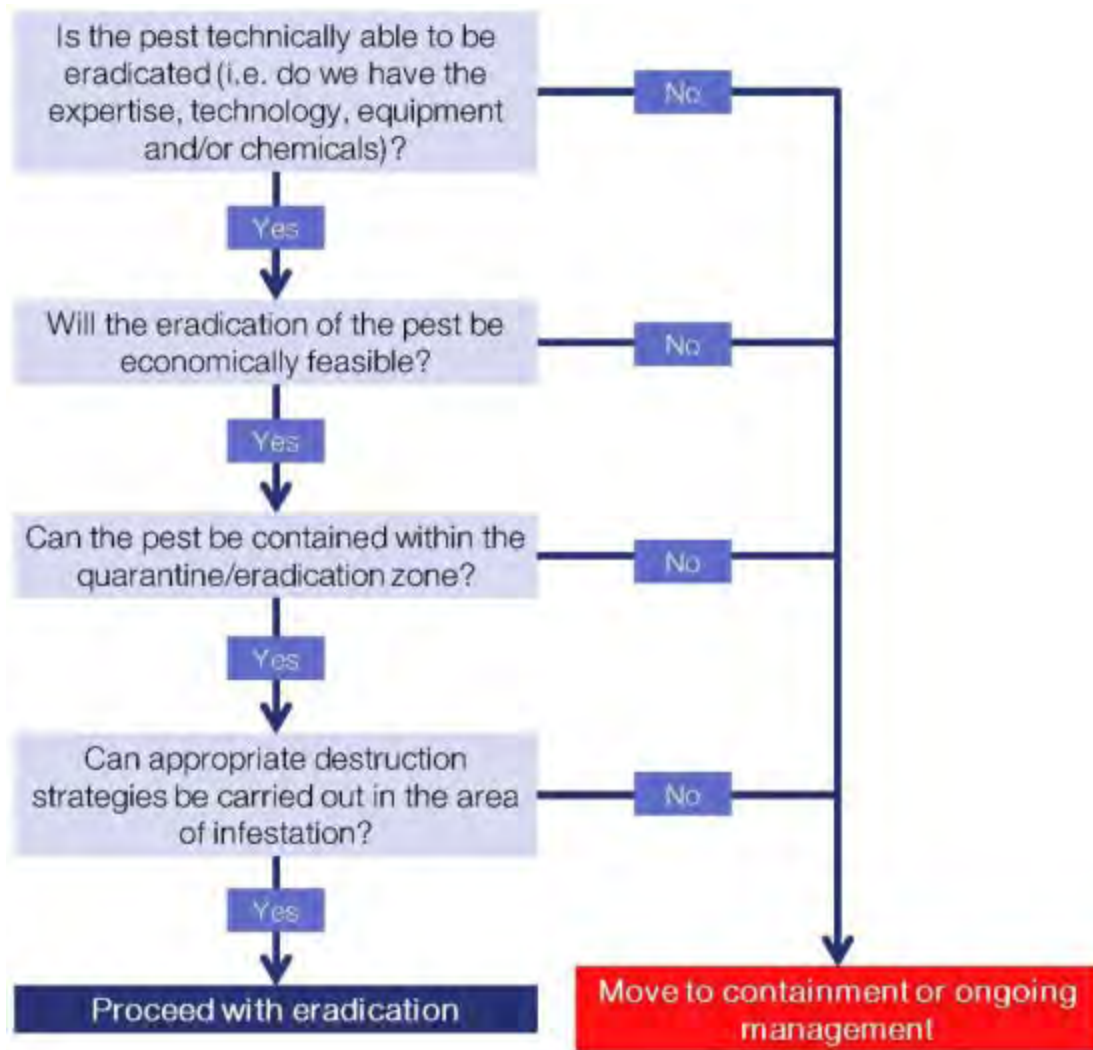 Is the pest technically able to be
eradicated (i.e. do we have the
expertise, technology, equipment
and/or chemicals)?
No
Yes
Will the eradication of the pest be
economically feasible?
No
Yes
Can the pest be contained within the
quarantine/eradication zone?
No
Yes
Can appropriate destruction
strategies be carried out in the area
of infestation?
No
Yes
Proceed with eradication
Move to containment or ongoing
management